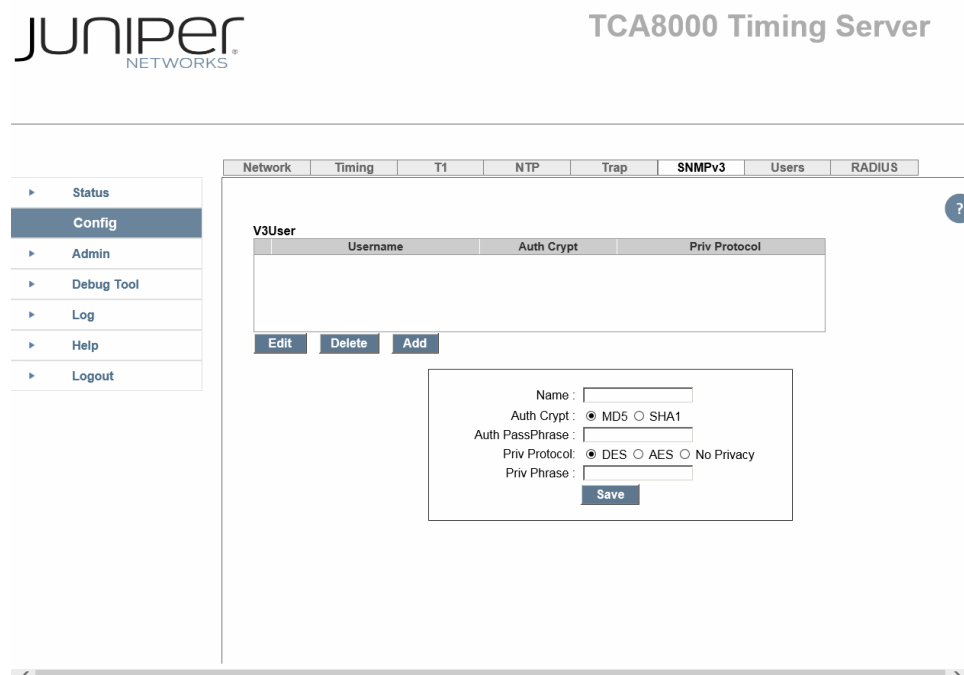 JUNIPER
NETWORKS
TCA8000 Timing Server
Network Timing T1 NTP Trap SNMPv3 Users RADIUS
Status
Config
Admin
Debug Tool
Log
Help
Logout
?
V3User
Username Auth Crypt Priv Protocol
Edit Delete Add
Name :
Auth Crypt : MD5 SHA1
Auth PassPhrase :
Priv Protocol: DES AES No Privacy
Priv Phrase :
Save